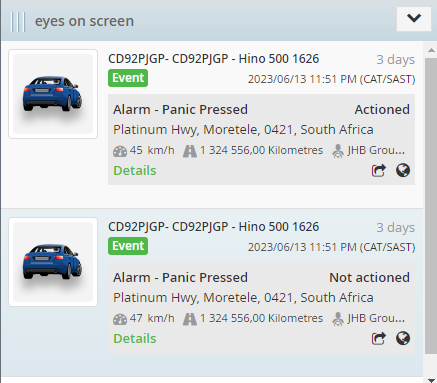 eyes on screen
CD92PJGP- CD92PJGP - Hino 500 1626 3 days
Event 2023/06/13 11:51 PM (CAT/SAST)
Alarm - Panic Pressed Actioned
Platinum Hwy, Moretele, 0421, South Africa
45 km/h 1 324 556,00 Kilometres JHB Grou...
Details
CD92PJGP- CD92PJGP - Hino 500 1626 3 days
Event 2023/06/13 11:51 PM (CAT/SAST)
Alarm - Panic Pressed Not actioned
Platinum Hwy, Moretele, 0421, South Africa
47 km/h 1 324 556,00 Kilometres JHB Grou...
Details